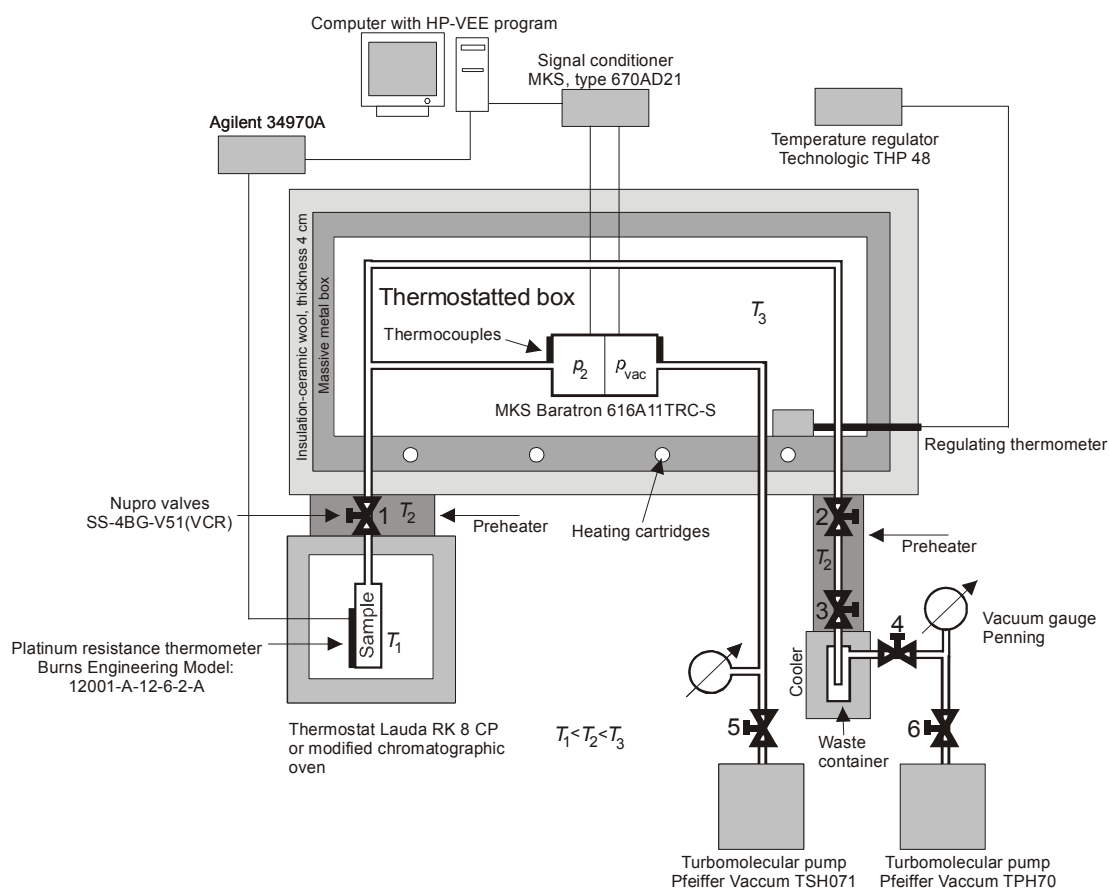 Computer with HP-VEE program
Signal conditioner
MKS, type 670AD21
Agilent 34970A
Temperature regulator
Technologic THP 48
Insulation-ceramic wool, thickness 4 cm
Massive metal box
Thermostatted box
T3
Thermocouples
p2
pvac
MKS Baratron 616A11TRC-S
Regulating thermometer
Nupro valves
SS-4BG-V51(VCR)
1
T2
Preheater
Heating cartridges
2
Preheater
T2
3
4
Vacuum gauge
Penning
Sample
T1
Platinum resistance thermometer
Burns Engineering Model:
12001-A-12-6-2-A
Cooler
Thermostat Lauda RK 8 CP
or modified chromatographic
oven
T1<T2<T3
5
Waste
container
6
Turbomolecular pump
Pfeiffer Vaccum TSH071
Turbomolecular pump
Pfeiffer Vaccum TPH70